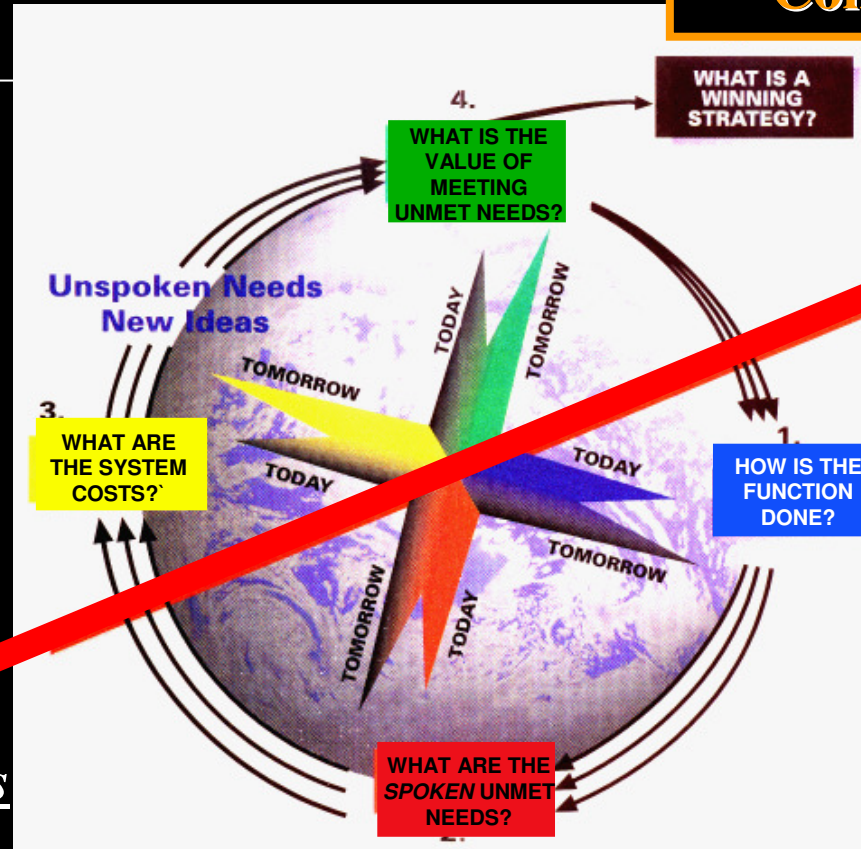 4.
WHAT IS A
WINNING
STRATEGY?
WHAT IS THE
VALUE OF
MEETING
UNMET NEEDS?
Unspoken Needs
New Ideas
TODAY
TOMORROW
TOMORROW
TODAY
3.
WHAT ARE
THE SYSTEM
COSTS?`
TODAY
TOMORROW
1.
HOW IS THE
FUNCTION
DONE?
TOMORROW
TODAY
WHAT ARE THE
SPOKEN UNMET
NEEDS?